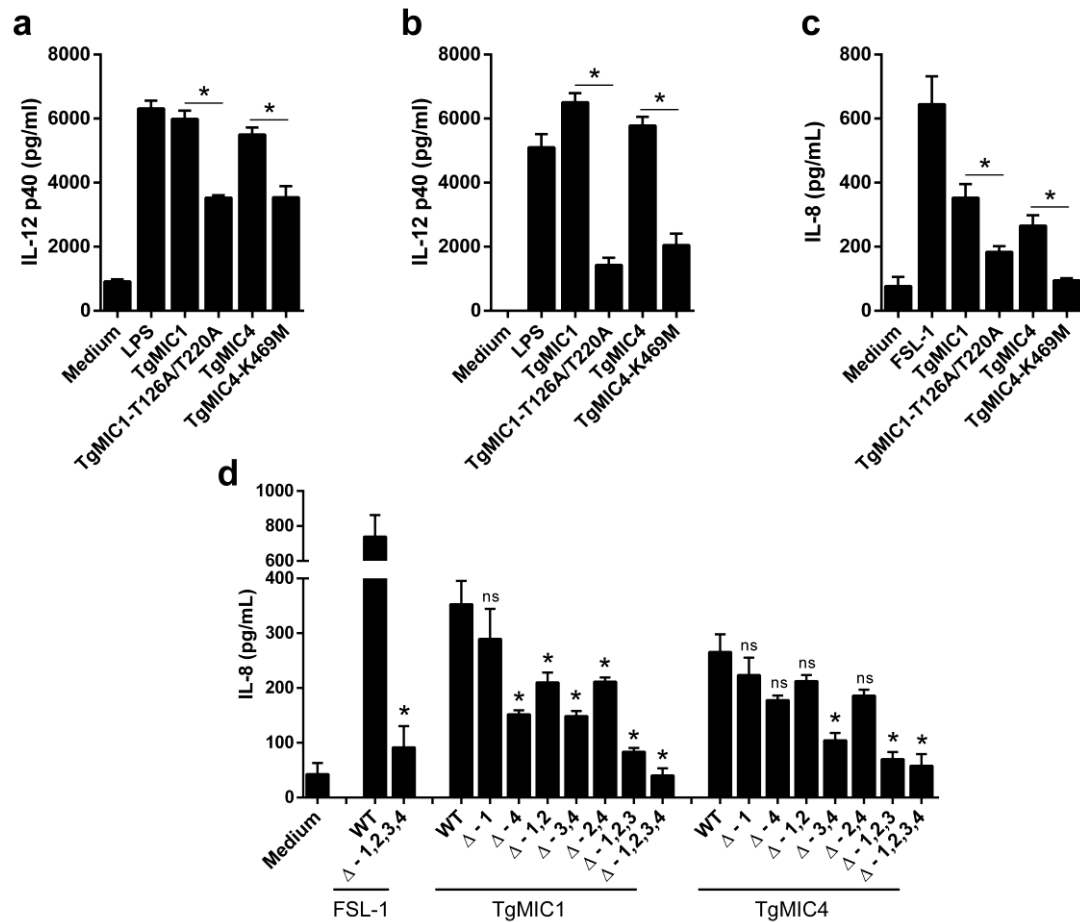 a
IL-12 p40 (pg/ml)
8000
6000
4000
2000
0
*
*
Medium
LPS
TgMIC1
TgMIC1-T126A/T220A
TgMIC4
TgMIC4-K469M
b
IL-12 p40 (pg/ml)
8000
6000
4000
2000
0
*
*
Medium
LPS
TgMIC1
TgMIC1-T126A/T220A
TgMIC4
TgMIC4-K469M
c
IL-8 (pg/mL)
800
600
400
200
0
*
*
Medium
FSL-1
TgMIC1
TgMIC1-T126A/T220A
TgMIC4
TgMIC4-K469M
d
IL-8 (pg/mL)
1000
800
600
400
300
200
100
0
*
ns
*
*
*
*
*
*
ns
ns
ns
*
ns
*
*
Medium
WT
Δ - 1,2,3,4
WT
Δ - 1
Δ - 4
Δ - 1,2
Δ - 3,4
Δ - 2,4
Δ - 1,2,3
Δ - 1,2,3,4
WT
Δ - 1
Δ - 4
Δ - 1,2
Δ - 3,4
Δ - 2,4
Δ - 1,2,3
Δ - 1,2,3,4
FSL-1
TgMIC1
TgMIC4